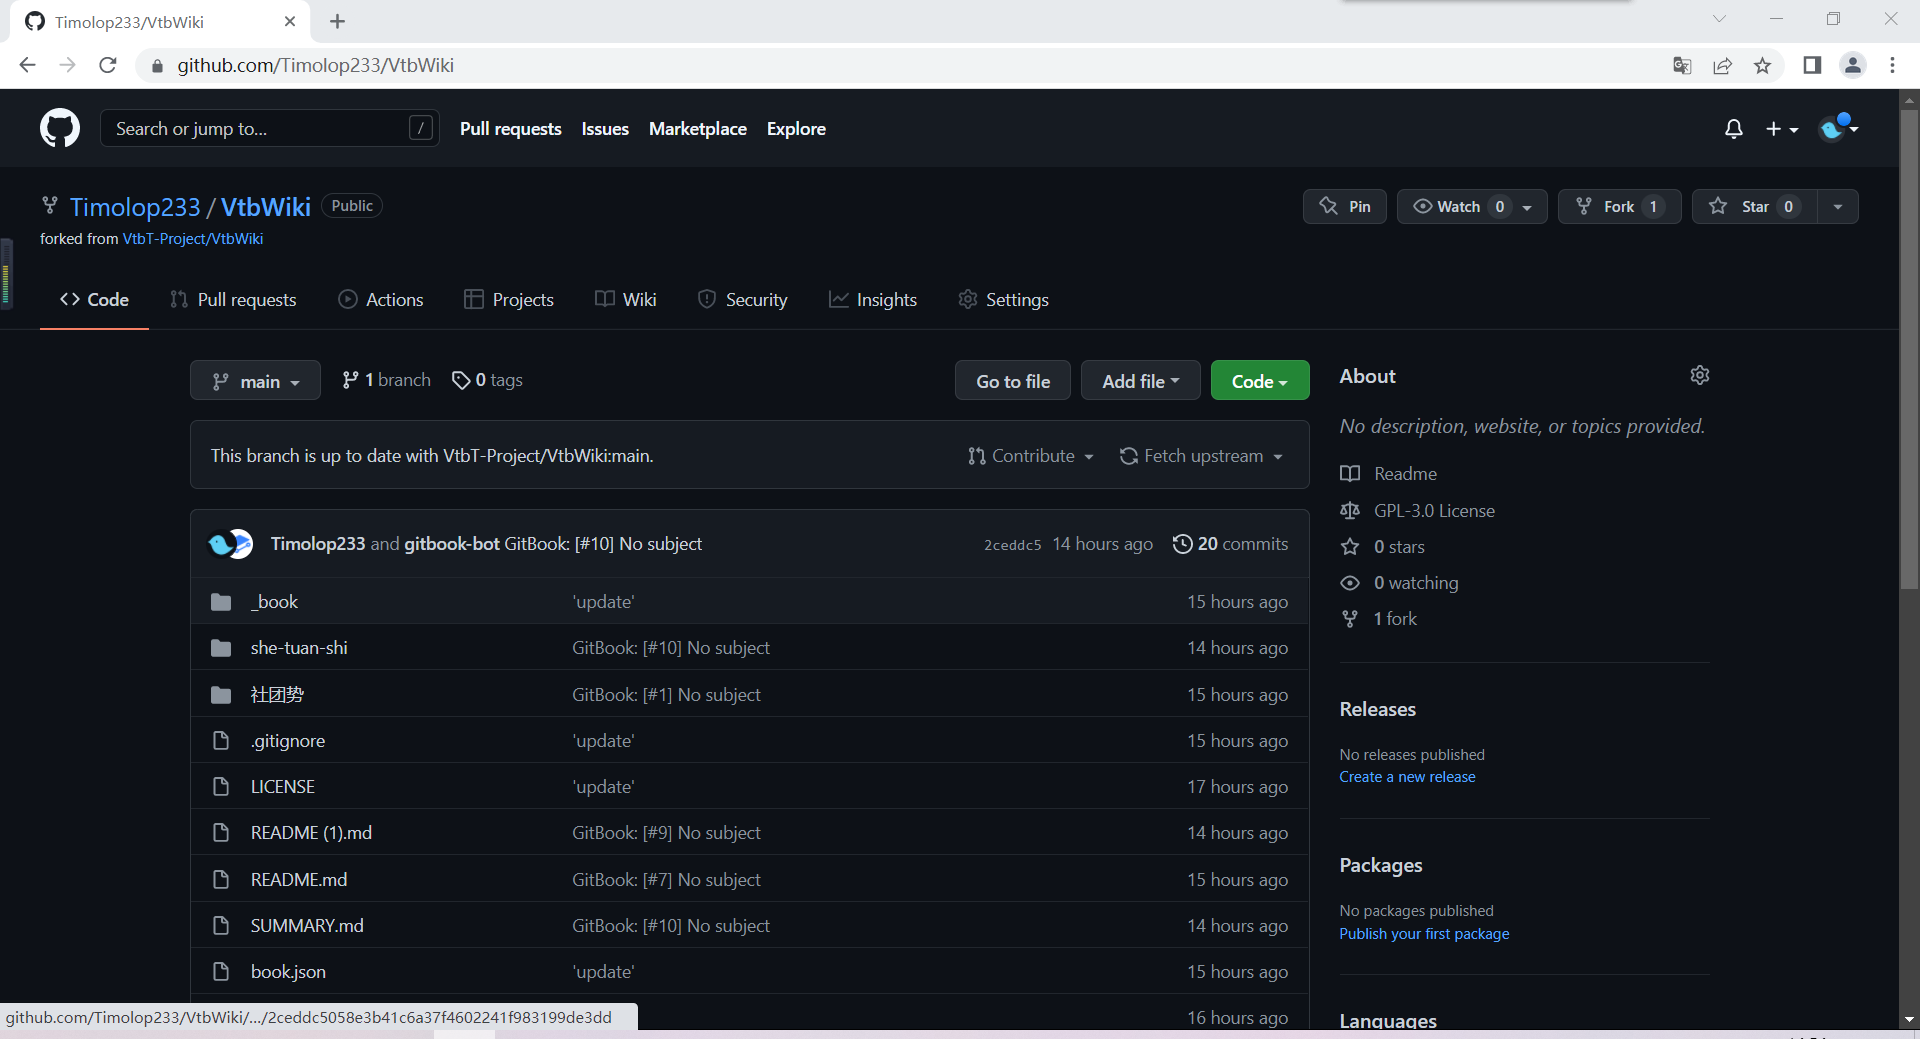 Timolop233/VtbWiki
github.com/Timolop233/VtbWiki
Search or jump to... /
Pull requests Issues Marketplace Explore
Timolop233 / VtbWiki Public
Pin Watch 0 Fork 1 Star 0
forked from VtbT-Project/VtbWiki
Code Pull requests Actions Projects Wiki Security Insights Settings
main 1 branch 0 tags Go to file Add file Code
This branch is up to date with VtbT-Project/VtbWiki:main. Contribute Fetch upstream
Timolop233 and gitbook-bot GitBook: [#10] No subject 2ceddc5 14 hours ago 20 commits
_book 'update' 15 hours ago
she-tuan-shi GitBook: [#10] No subject 14 hours ago
社团势 GitBook: [#1] No subject 15 hours ago
.gitignore 'update' 15 hours ago
LICENSE 'update' 17 hours ago
README (1).md GitBook: [#9] No subject 14 hours ago
README.md GitBook: [#7] No subject 15 hours ago
SUMMARY.md GitBook: [#10] No subject 14 hours ago
book.json 'update' 15 hours ago
16 hours ago
About
No description, website, or topics provided.
Readme
GPL-3.0 License
0 stars
0 watching
1 fork
Releases
No releases published
Create a new release
Packages
No packages published
Publish your first package
Languages
github.com/Timolop233/VtbWiki/.../2ceddc5058e3b41c6a37f4602241f983199de3dd